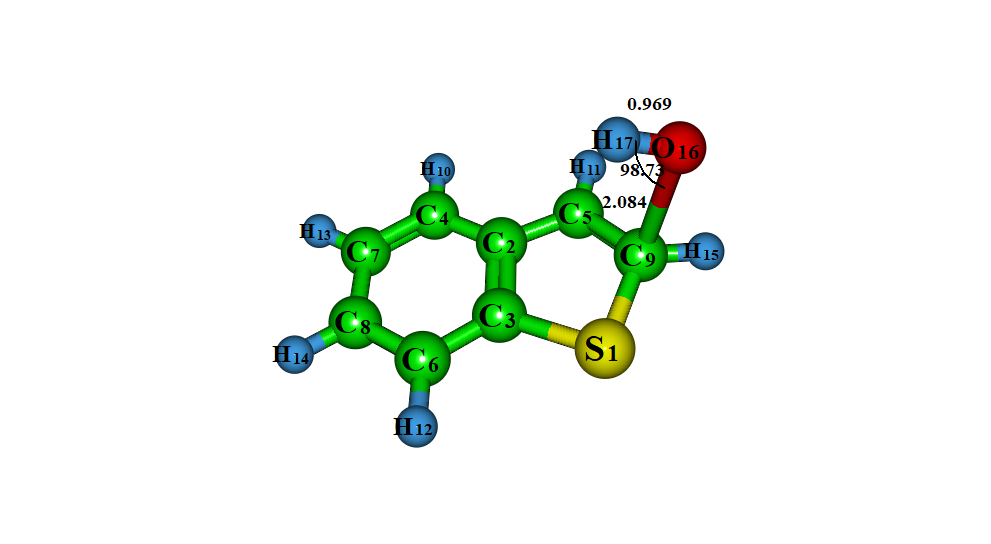 0.969
H17
O16
H11
98.73
H10
2.084
C4
C5
H13
C2
C7
C9
H15
C3
C8
S1
H14
C6
H12